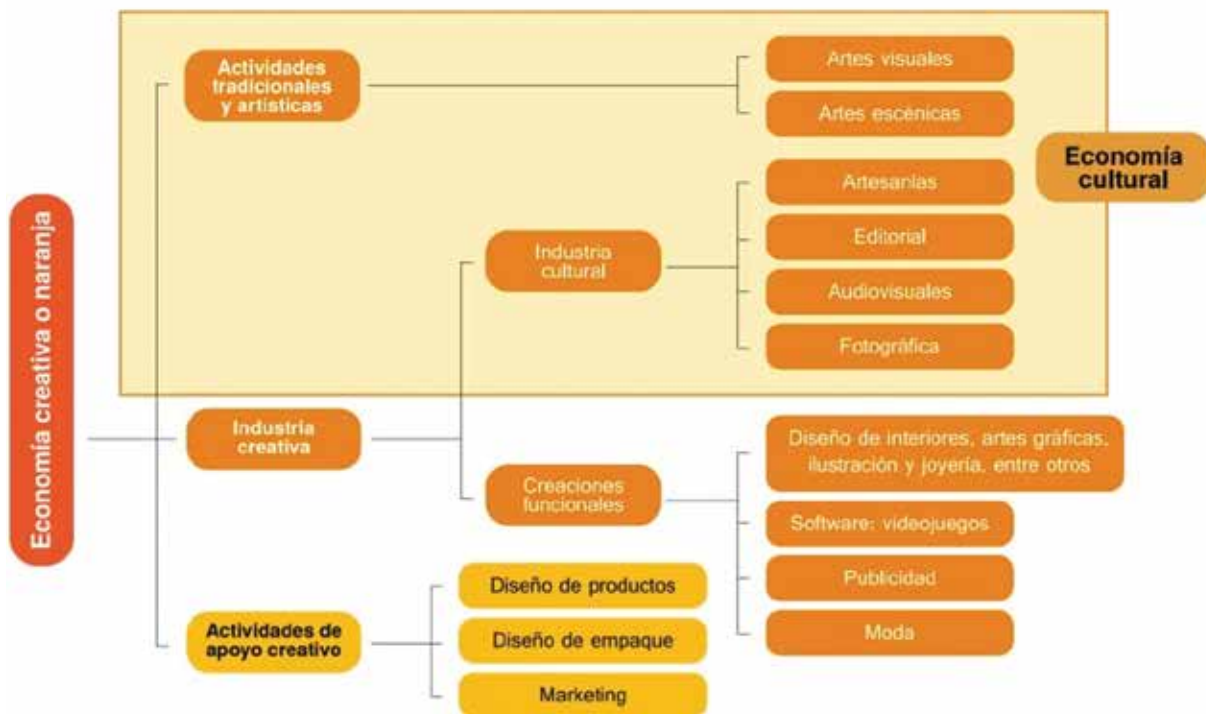 Economía creativa o naranja
Actividades
tradicionales
y artísticas
Artes visuales
Artes escénicas
Economía
cultural
Industria
cultural
Artesanías
Editorial
Audiovisuales
Fotográfica
Industria
creativa
Creaciones
funcionales
Diseño de interiores, artes gráficas,
ilustración y joyería, entre otros
Software: videojuegos
Publicidad
Moda
Actividades de
apoyo creativo
Diseño de productos
Diseño de empaque
Marketing